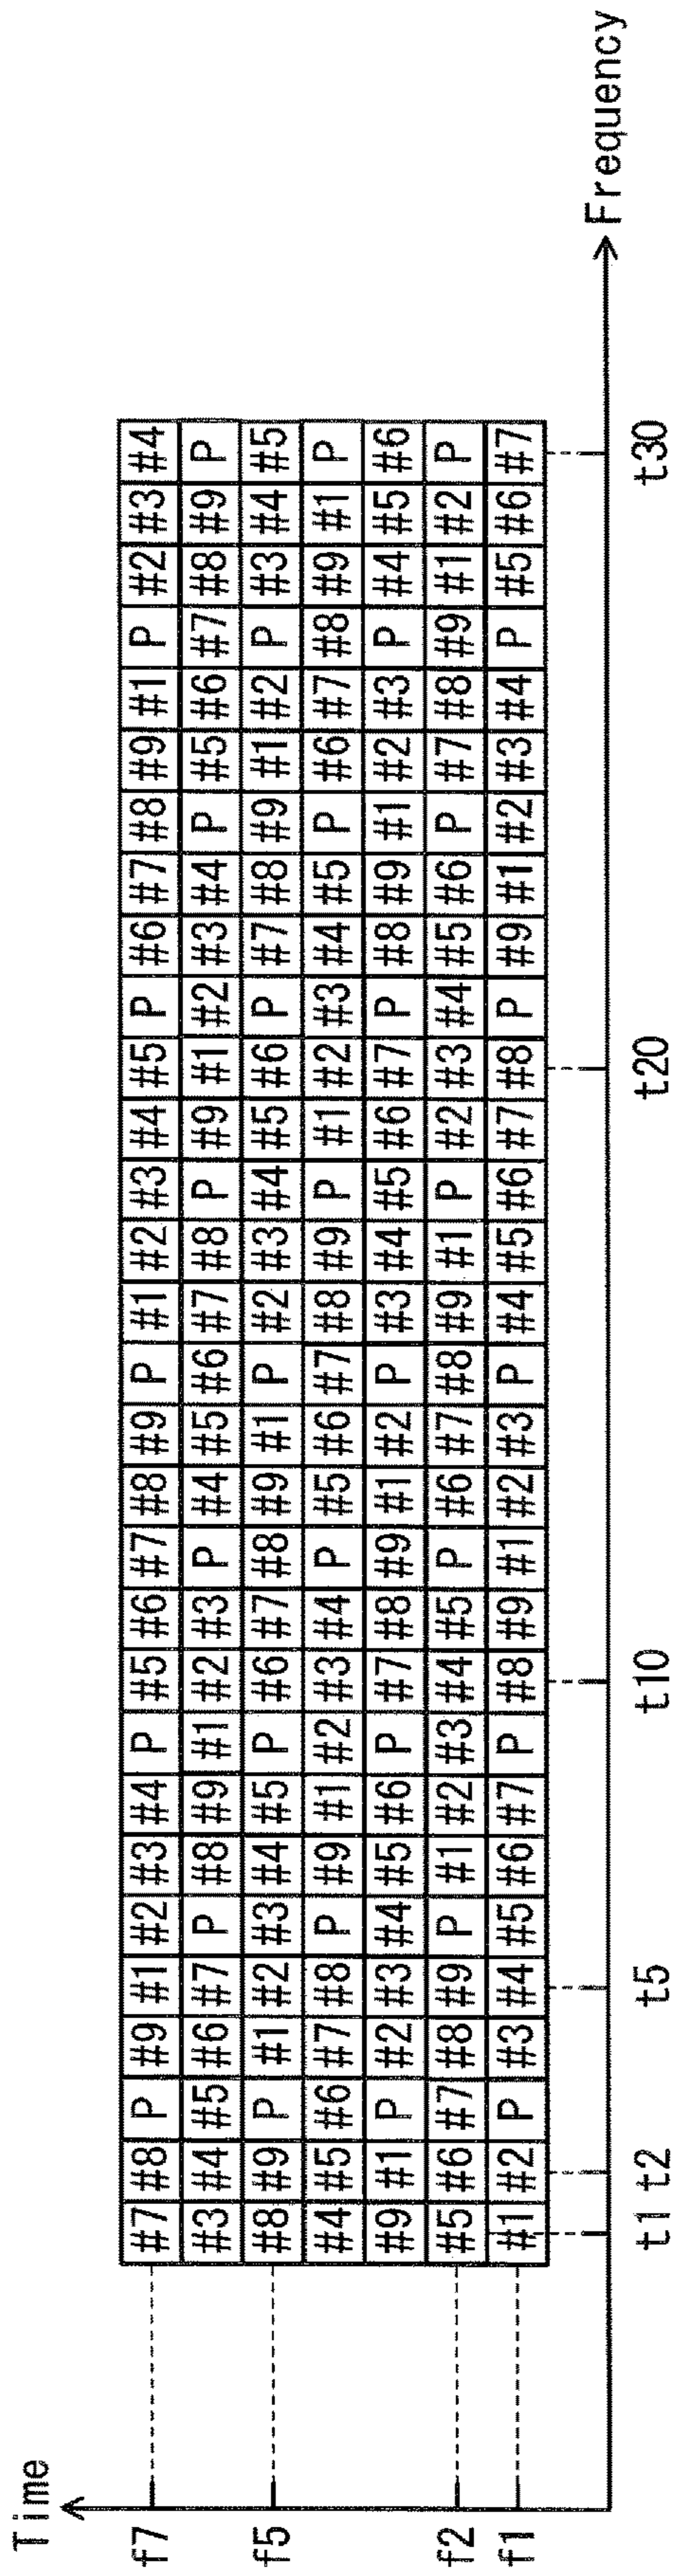 Time
f7 #7 #8 P #9 #1 #2 #3 #4 P #5 #6 #7 #8 #9 P #1 #2 #3 #4 #5 P #6 #7 #8 #9 #1 P #2 #3 #4
#3 #4 #5 #6 #7 P #8 #9 #1 #2 #3 P #4 #5 #6 #7 #8 P #9 #1 #2 #3 #4 P #5 #6 #7 #8 #9 P
f5 #8 #9 P #1 #2 #3 #4 #5 P #6 #7 #8 #9 #1 P #2 #3 #4 #5 #6 P #7 #8 #9 #1 #2 P #3 #4 #5
#4 #5 #6 #7 #8 P #9 #1 #2 #3 #4 P #5 #6 #7 #8 #9 P #1 #2 #3 #4 #5 P #6 #7 #8 #9 #1 P
#9 #1 P #2 #3 #4 #5 #6 P #7 #8 #9 #1 #2 P #3 #4 #5 #6 #7 P #8 #9 #1 #2 #3 P #4 #5 #6
f2 #5 #6 #7 #8 #9 P #1 #2 #3 #4 #5 P #6 #7 #8 #9 #1 P #2 #3 #4 #5 #6 P #7 #8 #9 #1 #2 P
f1 #1 #2 P #3 #4 #5 #6 #7 P #8 #9 #1 #2 #3 P #4 #5 #6 #7 #8 P #9 #1 #2 #3 #4 P #5 #6 #7
Frequency
t1 t2 t5 t10 t20 t30